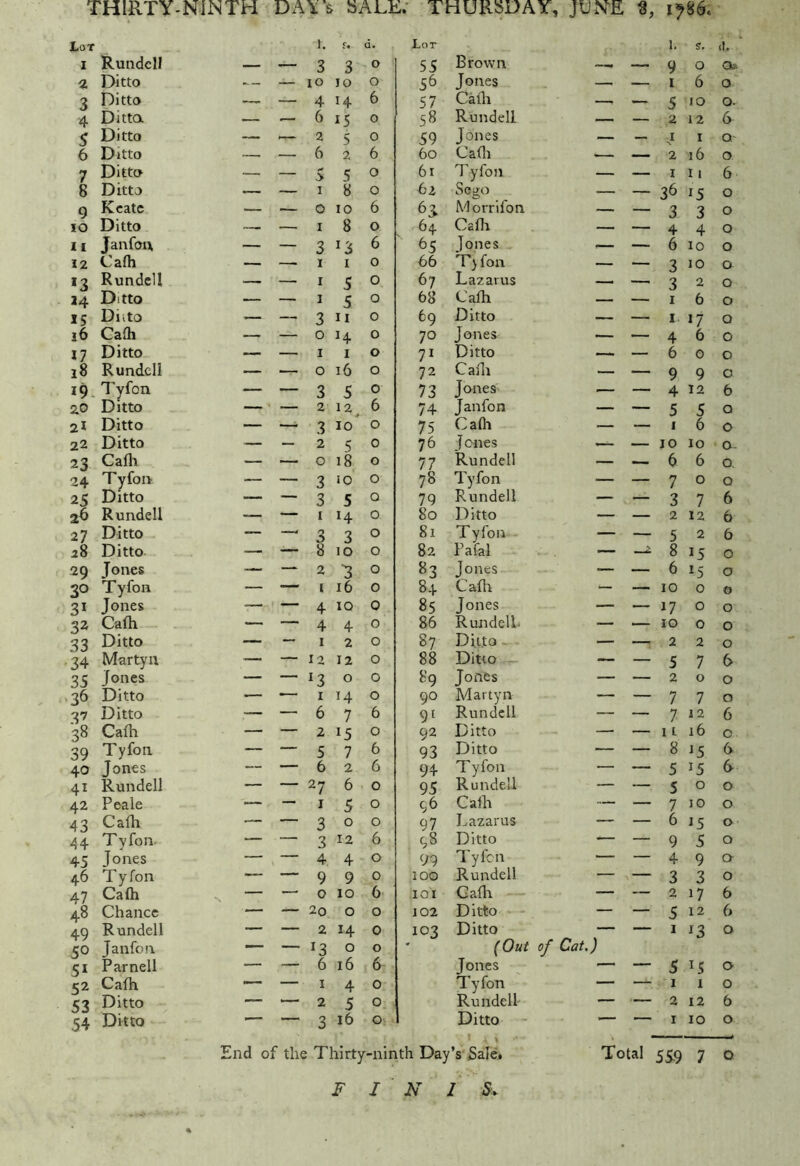 THIRTY-NINTH DAY's SALE. THURSDAY, JUNE 8, 1786.
Lot l. s. d.
1 Rundell — — 3 3 0
2 Ditto — — 10 10 0
3 Ditto — — 4 14 6
4 Ditto — — 6 15 0
5 Ditto — — 2 5 0
6 Ditto — — 6 2 6
7 Ditto — — 5 5 0
8 Ditto — — 1 8 0
9 Keate — — 0 10 6
10 Ditto — — 1 8 0
11 Janſon — — 3 13 6
12 Caſh — — 1 1 0
13 Rundell — — 1 5 0
14 Ditto — — 1 5 0
15 Ditto — — 3 11 0
16 Caſh — — 0 14 0
17 Ditto — — 1 1 0
18 Rundell — — 0 16 0
19 Tyſon — — 3 5 0
20 Ditto — — 2 12 6
21 Ditto — — 3 10 0
22 Ditto — — 2 5 0
23 Caſh — — 0 18 0
24 Tyſon — — 3 10 0
25 Ditto — — 3 5 0
26 Rundell — — 1 14 0
27 Ditto — — 3 3 0
28 Ditto — — 8 10 0
29 Jones — — 2 3 0
30 Tyſon — — 1 16 0
31 Jones — — 4 10 0
32 Caſh — — 4 4 0
33 Ditto — — 1 2 0
34 Martyn — — 12 12 0
35 Jones — — 13 0 0
36 Ditto — — 1 14 0
37 Ditto — — 6 7 6
38 Caſh — — 2 15 0
39 Tyſon — — 5 7 6
40 Jones — — 6 2 6
41 Rundell — — 27 6 0
42 Peale — — 1 5 0
43 Caſh — — 3 0 0
44 Tyſon — — 3 12 6
45 Jones — — 4 4 0
46 Tyſon — — 9 9 0
47 Caſh — — 0 10 6
48 Chance — — 20 0 0
49 Rundell — — 2 14 0
50 Janſon — — 13 0 0
51 Parnell — — 6 16 6
52 Caſh — — 1 4 0
53 Ditto — — 2 5 0
54 Ditto — — 3 16 0
Lot l. s. d.
55 Brown — — 9 0 0
56 Jones — — 1 6 0
57 Caſh — — 5 10 0
58 Rundell — — 2 12 6
59 Jones — — 1 1 0
60 Caſh — — 2 16 0
61 Tyſon — — 1 11 6
62 Sego — — 36 15 0
63 Morriſon — — 3 3 0
64 Caſh — — 4 4 0
65 Jones — — 6 10 0
66 Tyſon — — 3 10 0
67 Lazarus — — 3 2 0
68 Caſh — — 1 6 0
69 Ditto — — 1 17 0
70 Jones — — 4 6 0
71 Ditto — — 6 0 0
72 Caſh — — 9 9 0
73 Jones — — 4 12 6
74 Janſon — — 5 5 0
75 Caſh — — 1 6 0
76 Jones — — 10 10 0
77 Rundell — — 6 6 0
78 Tyſon — — 7 0 0
79 Rundell — — 3 7 6
80 Ditto — — 2 12 6
81 Tyſon — — 5 2 6
82 Paſal — — 8 15 0
83 Jones — — 6 15 0
84 Caſh — — 10 0 0
85 Jones — — 17 0 0
86 Rundell — — 10 0 0
87 Ditto — — 2 2 0
88 Ditto — — 5 7 6
89 Jones — — 2 0 0
90 Martyn — — 7 7 0
91 Rundell — — 7 12 6
92 Ditto — — 11 16 0
93 Ditto — — 8 15 6
94 Tyſon — — 5 15 6
95 Rundell — — 5 0 0
96 Caſh — — 7 10 0
97 Lazarus — — 6 15 0
98 Ditto — — 9 5 0
99 Tyſon — — 4 9 0
100 Rundell — — 3 3 0
101 Caſh — — 2 17 6
102 Ditto — — 5 12 6
103 Ditto — — 1 13 0
(Out of Cat.)
Jones — — 5 15 0
Tyſon — — 1 1 0
Rundell — — 2 12 6
Ditto — — 1 10 0
End of the Thirty-ninth Day's Sale. Total 559 7 0
F I N I S.